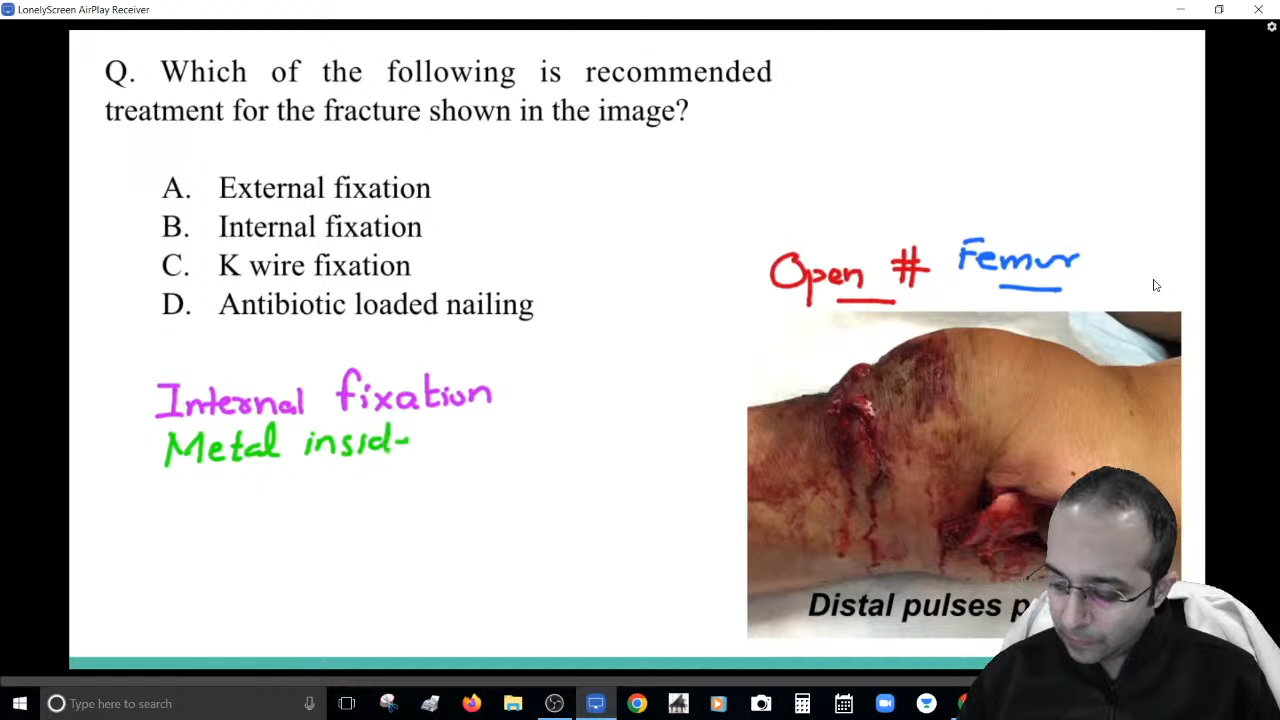 LonelyScreen AirPlay Receiver
Q. Which of the following is recommended
treatment for the fracture shown in the image?
A. External fixation
B. Internal fixation
C. K wire fixation
D. Antibiotic loaded nailing
Open # Femur
Internal fixation
Metal insid
Distal pulses p
Type here to search